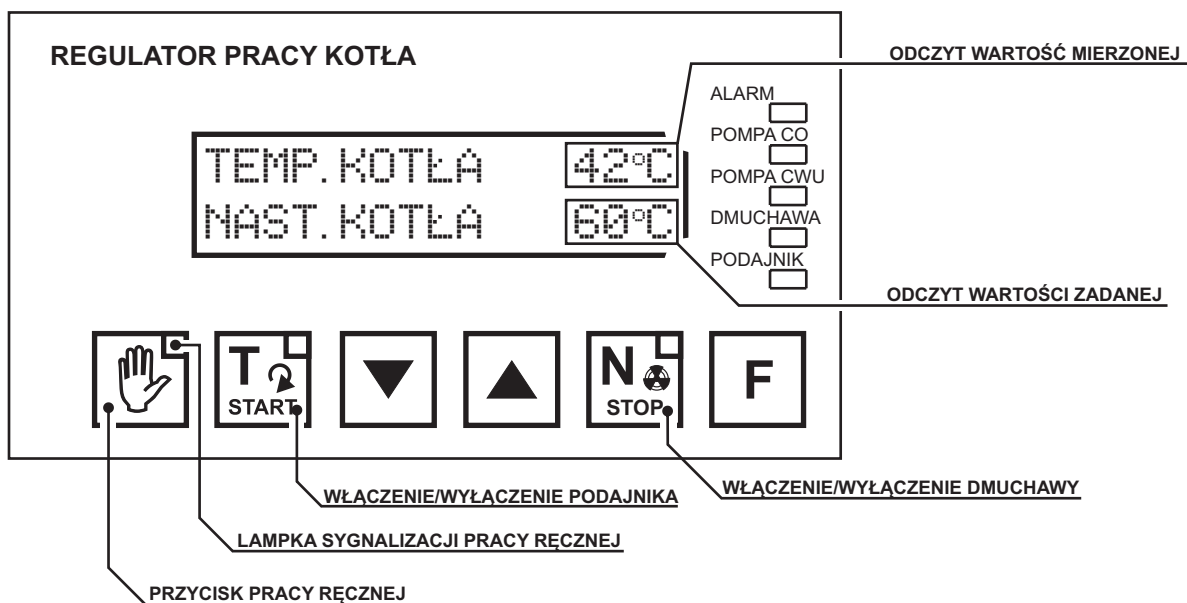 REGULATOR PRACY KOTŁA
ODCZYT WARTOŚĆ MIERZONEJ
ALARM
POMPA CO
POMPA CWU
DMUCHAWA
PODAJNIK
TEMP.KOTŁA 42°C
NAST.KOTŁA 60°C
ODCZYT WARTOŚCI ZADANEJ
T
START
N
STOP
F
WŁĄCZENIE/WYŁĄCZENIE PODAJNIKA
WŁĄCZENIE/WYŁĄCZENIE DMUCHAWY
LAMPKA SYGNALIZACJI PRACY RĘCZNEJ
PRZYCISK PRACY RĘCZNEJ